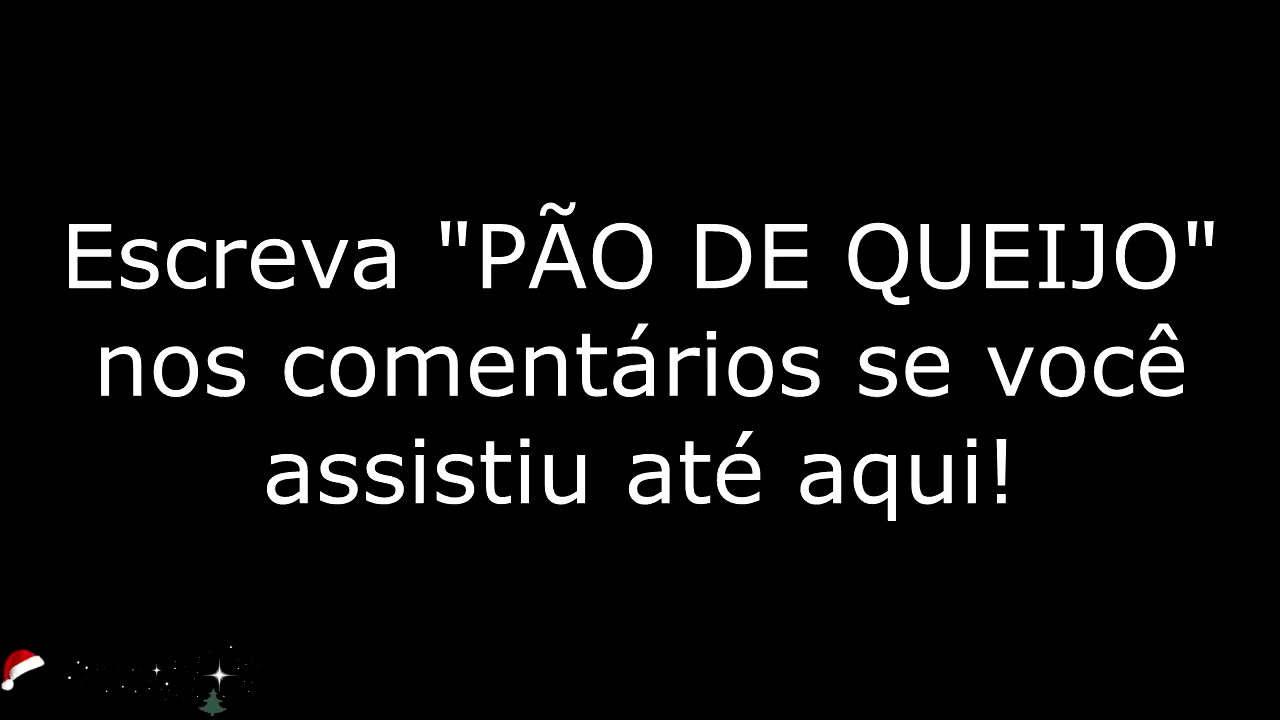 Escreva "PÃO DE QUEIJO"
nos comentários se você
assistiu até aqui!